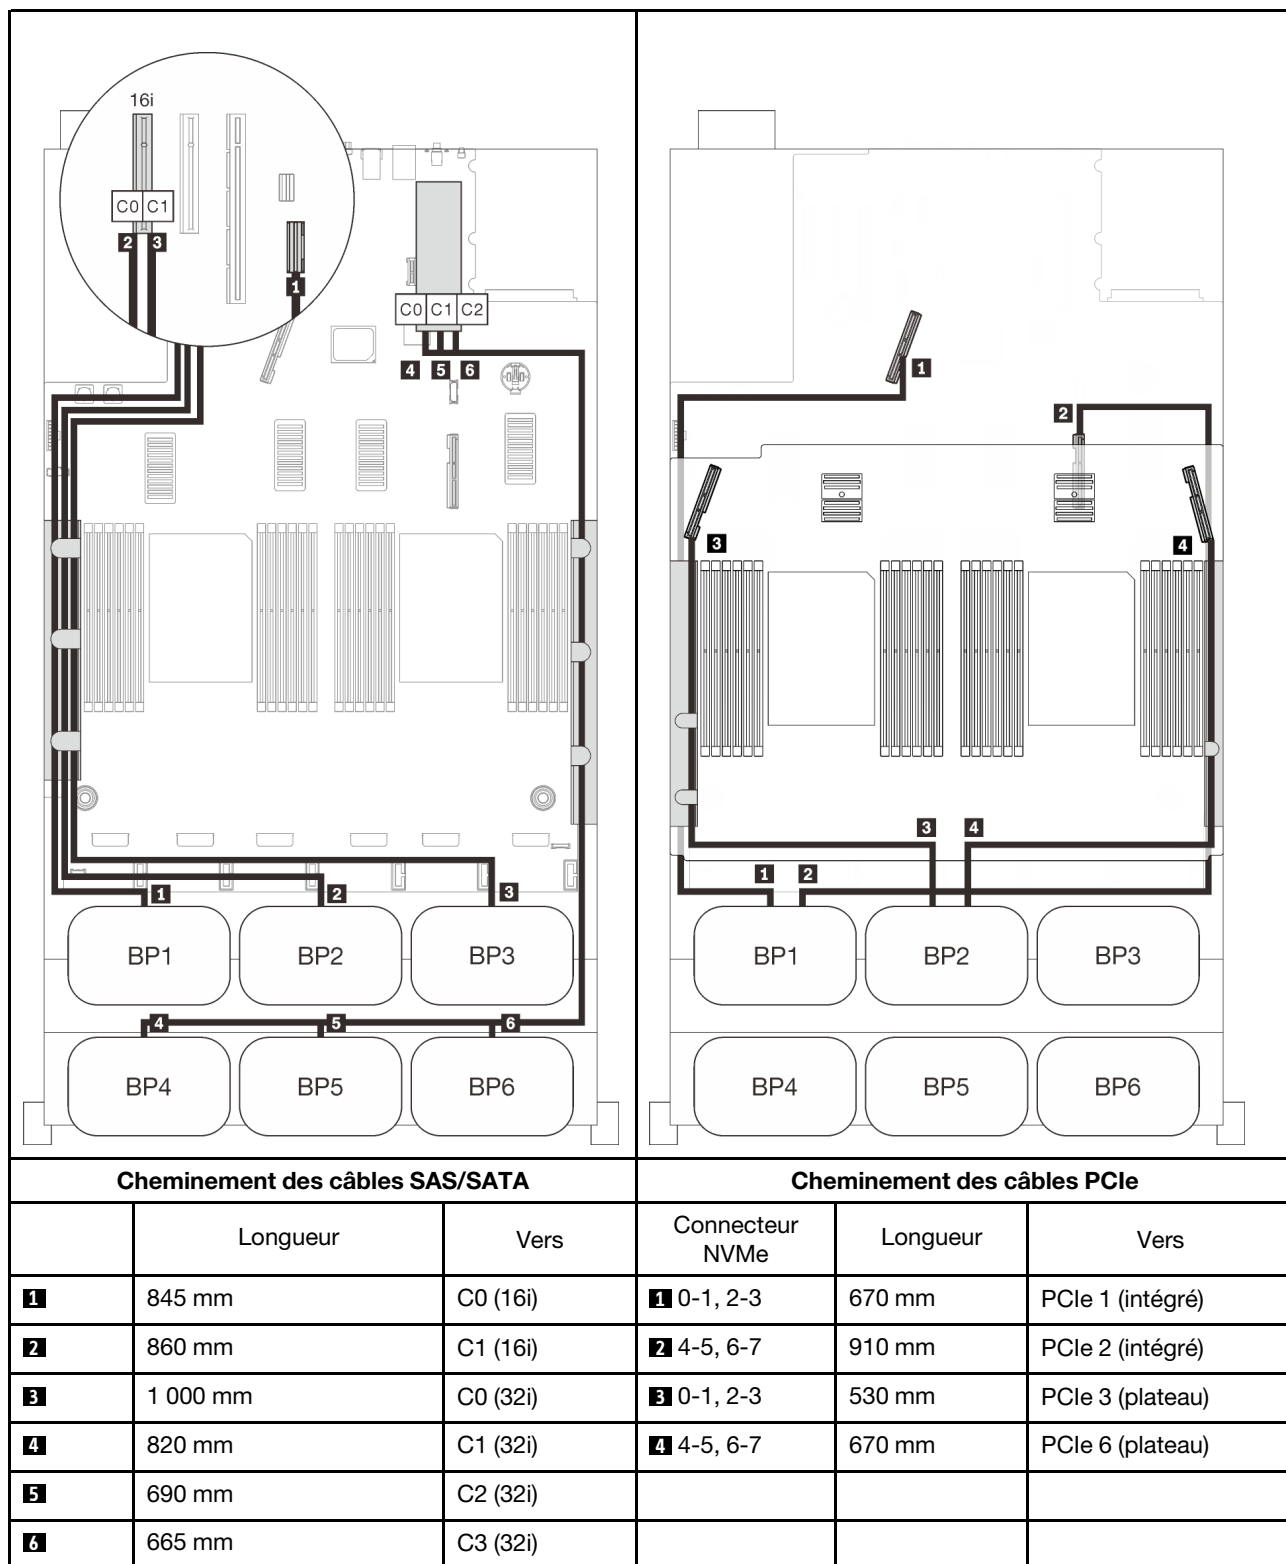 16i
C0 C1
2 3
1
C0 C1 C2
4 5 6
1 2 3
BP1 BP2 BP3
4 5 6
BP4 BP5 BP6
1
2
3 4
3 4
1 2
BP1 BP2 BP3
BP4 BP5 BP6
Cheminement des câbles SAS/SATA
Cheminement des câbles PCIe
Longueur Vers Connecteur NVMe Longueur Vers
1 845 mm C0 (16i) 1 0-1, 2-3 670 mm PCIe 1 (intégré)
2 860 mm C1 (16i) 2 4-5, 6-7 910 mm PCIe 2 (intégré)
3 1 000 mm C0 (32i) 3 0-1, 2-3 530 mm PCIe 3 (plateau)
4 820 mm C1 (32i) 4 4-5, 6-7 670 mm PCIe 6 (plateau)
5 690 mm C2 (32i)
6 665 mm C3 (32i)